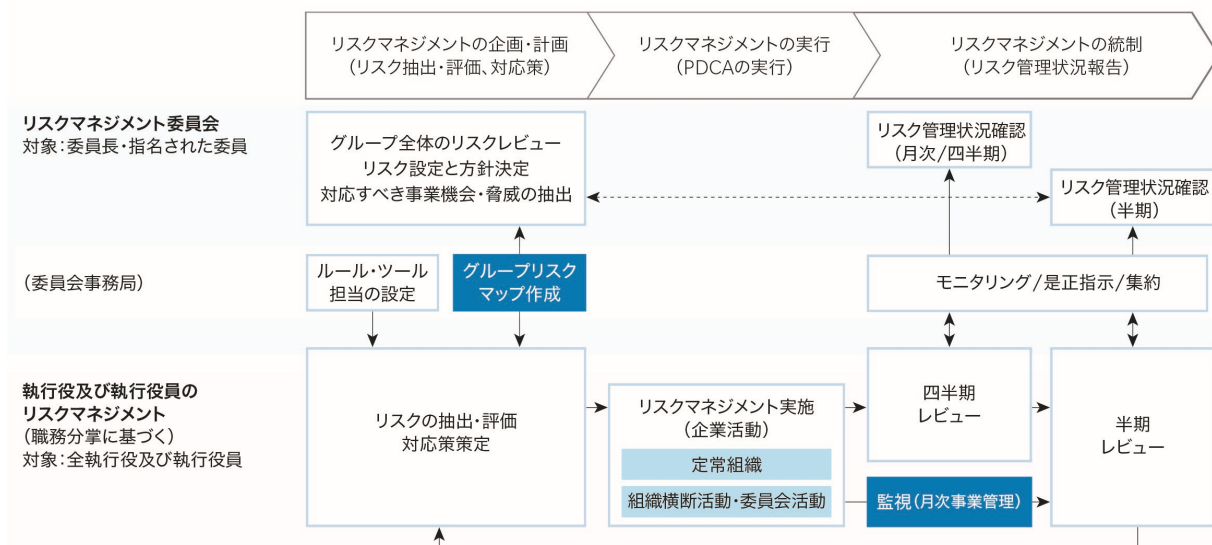 リスクマネジメントの企画・計画
(リスク抽出・評価、対応策)
リスクマネジメントの実行
(PDCAの実行)
リスクマネジメントの統制
(リスク管理状況報告)
リスクマネジメント委員会
対象:委員長・指名された委員
グループ全体のリスクレビュー
リスク設定と方針決定
対応すべき事業機会・脅威の抽出
リスク管理状況確認
(月次/四半期)
リスク管理状況確認
(半期)
(委員会事務局)
ルール・ツール
担当の設定
グループリスク
マップ作成
モニタリング/是正指示/集約
執行役及び執行役員の
リスクマネジメント
(職務分掌に基づく)
対象:全執行役及び執行役員
リスクの抽出・評価
対応策策定
リスクマネジメント実施
(企業活動)
定常組織
組織横断活動・委員会活動
四半期
レビュー
監視(月次事業管理)
半期
レビュー